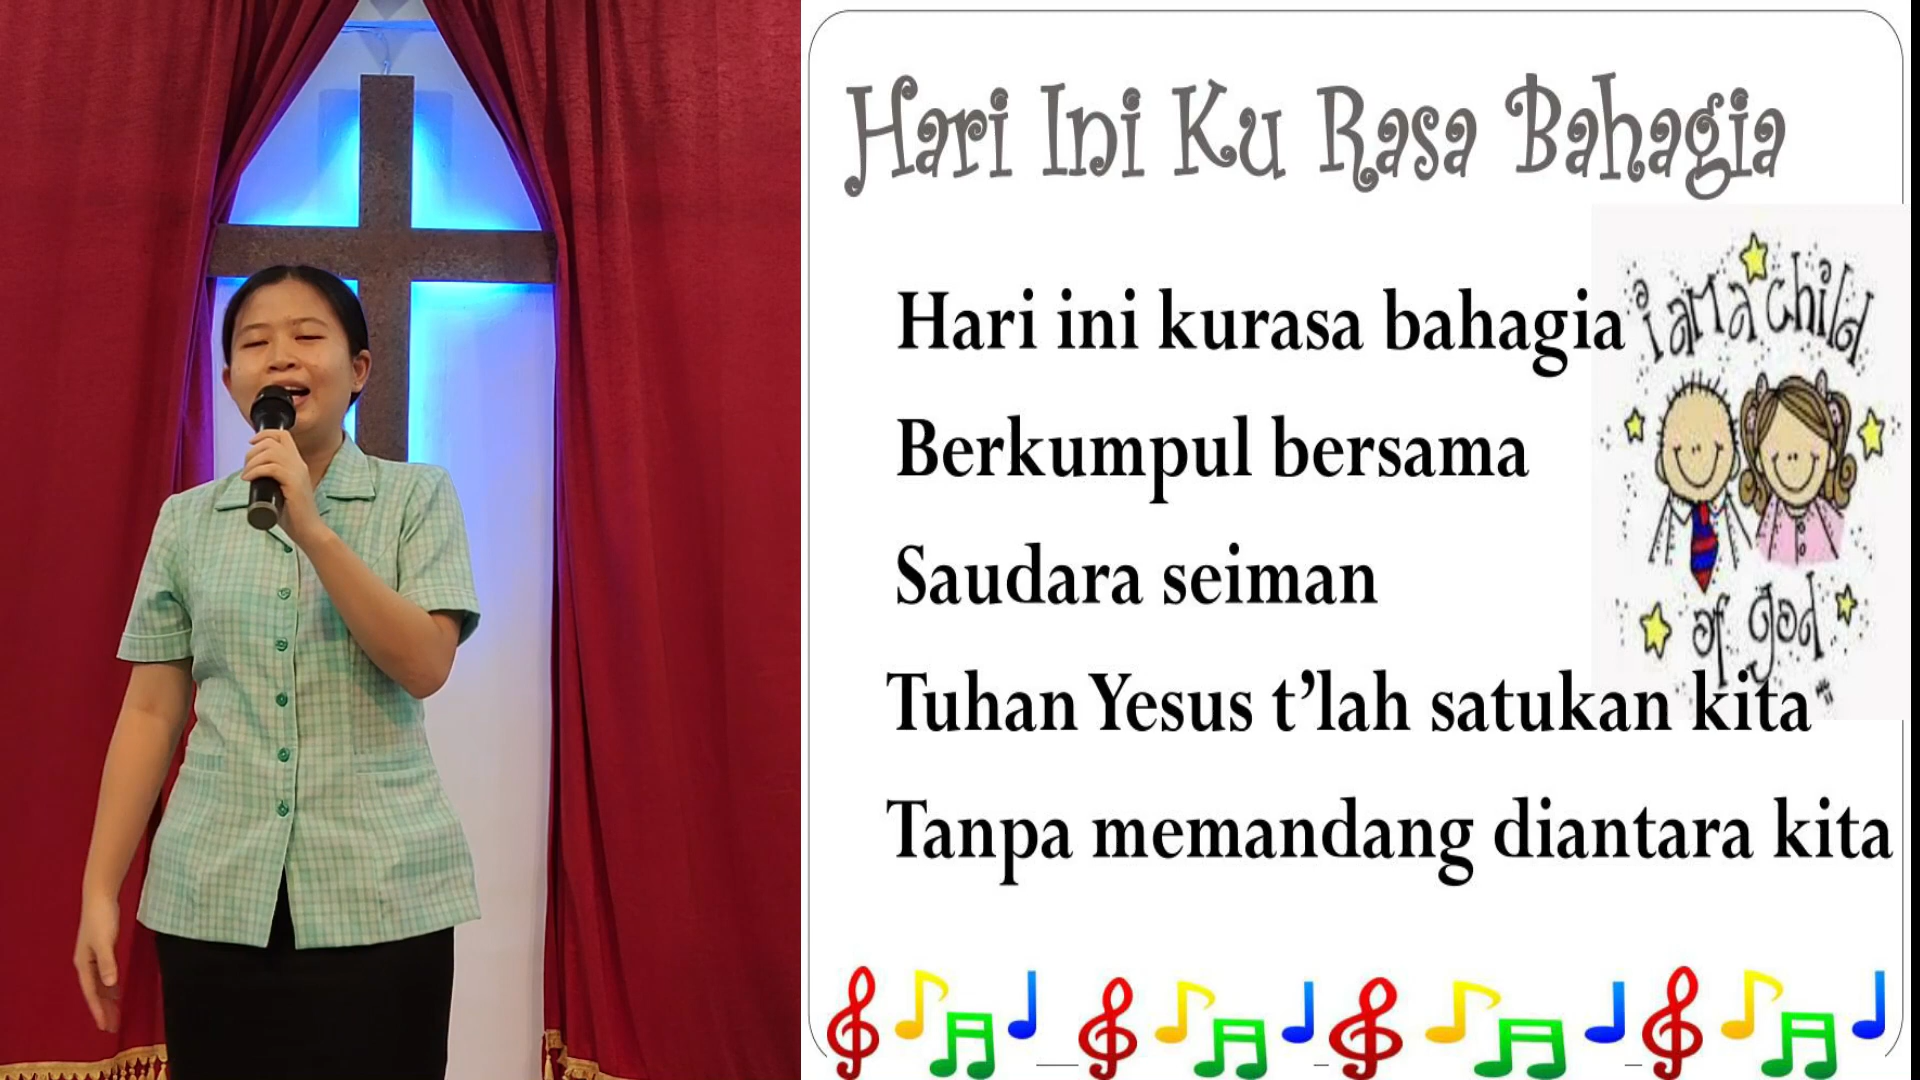 Hari Ini Ku Rasa Bahagia
Hari ini kurasa bahagia
Berkumpul bersama
Saudara seiman
Tuhan Yesus t’lah satukan kita
Tanpa memandang diantara kita
i am a child
of god